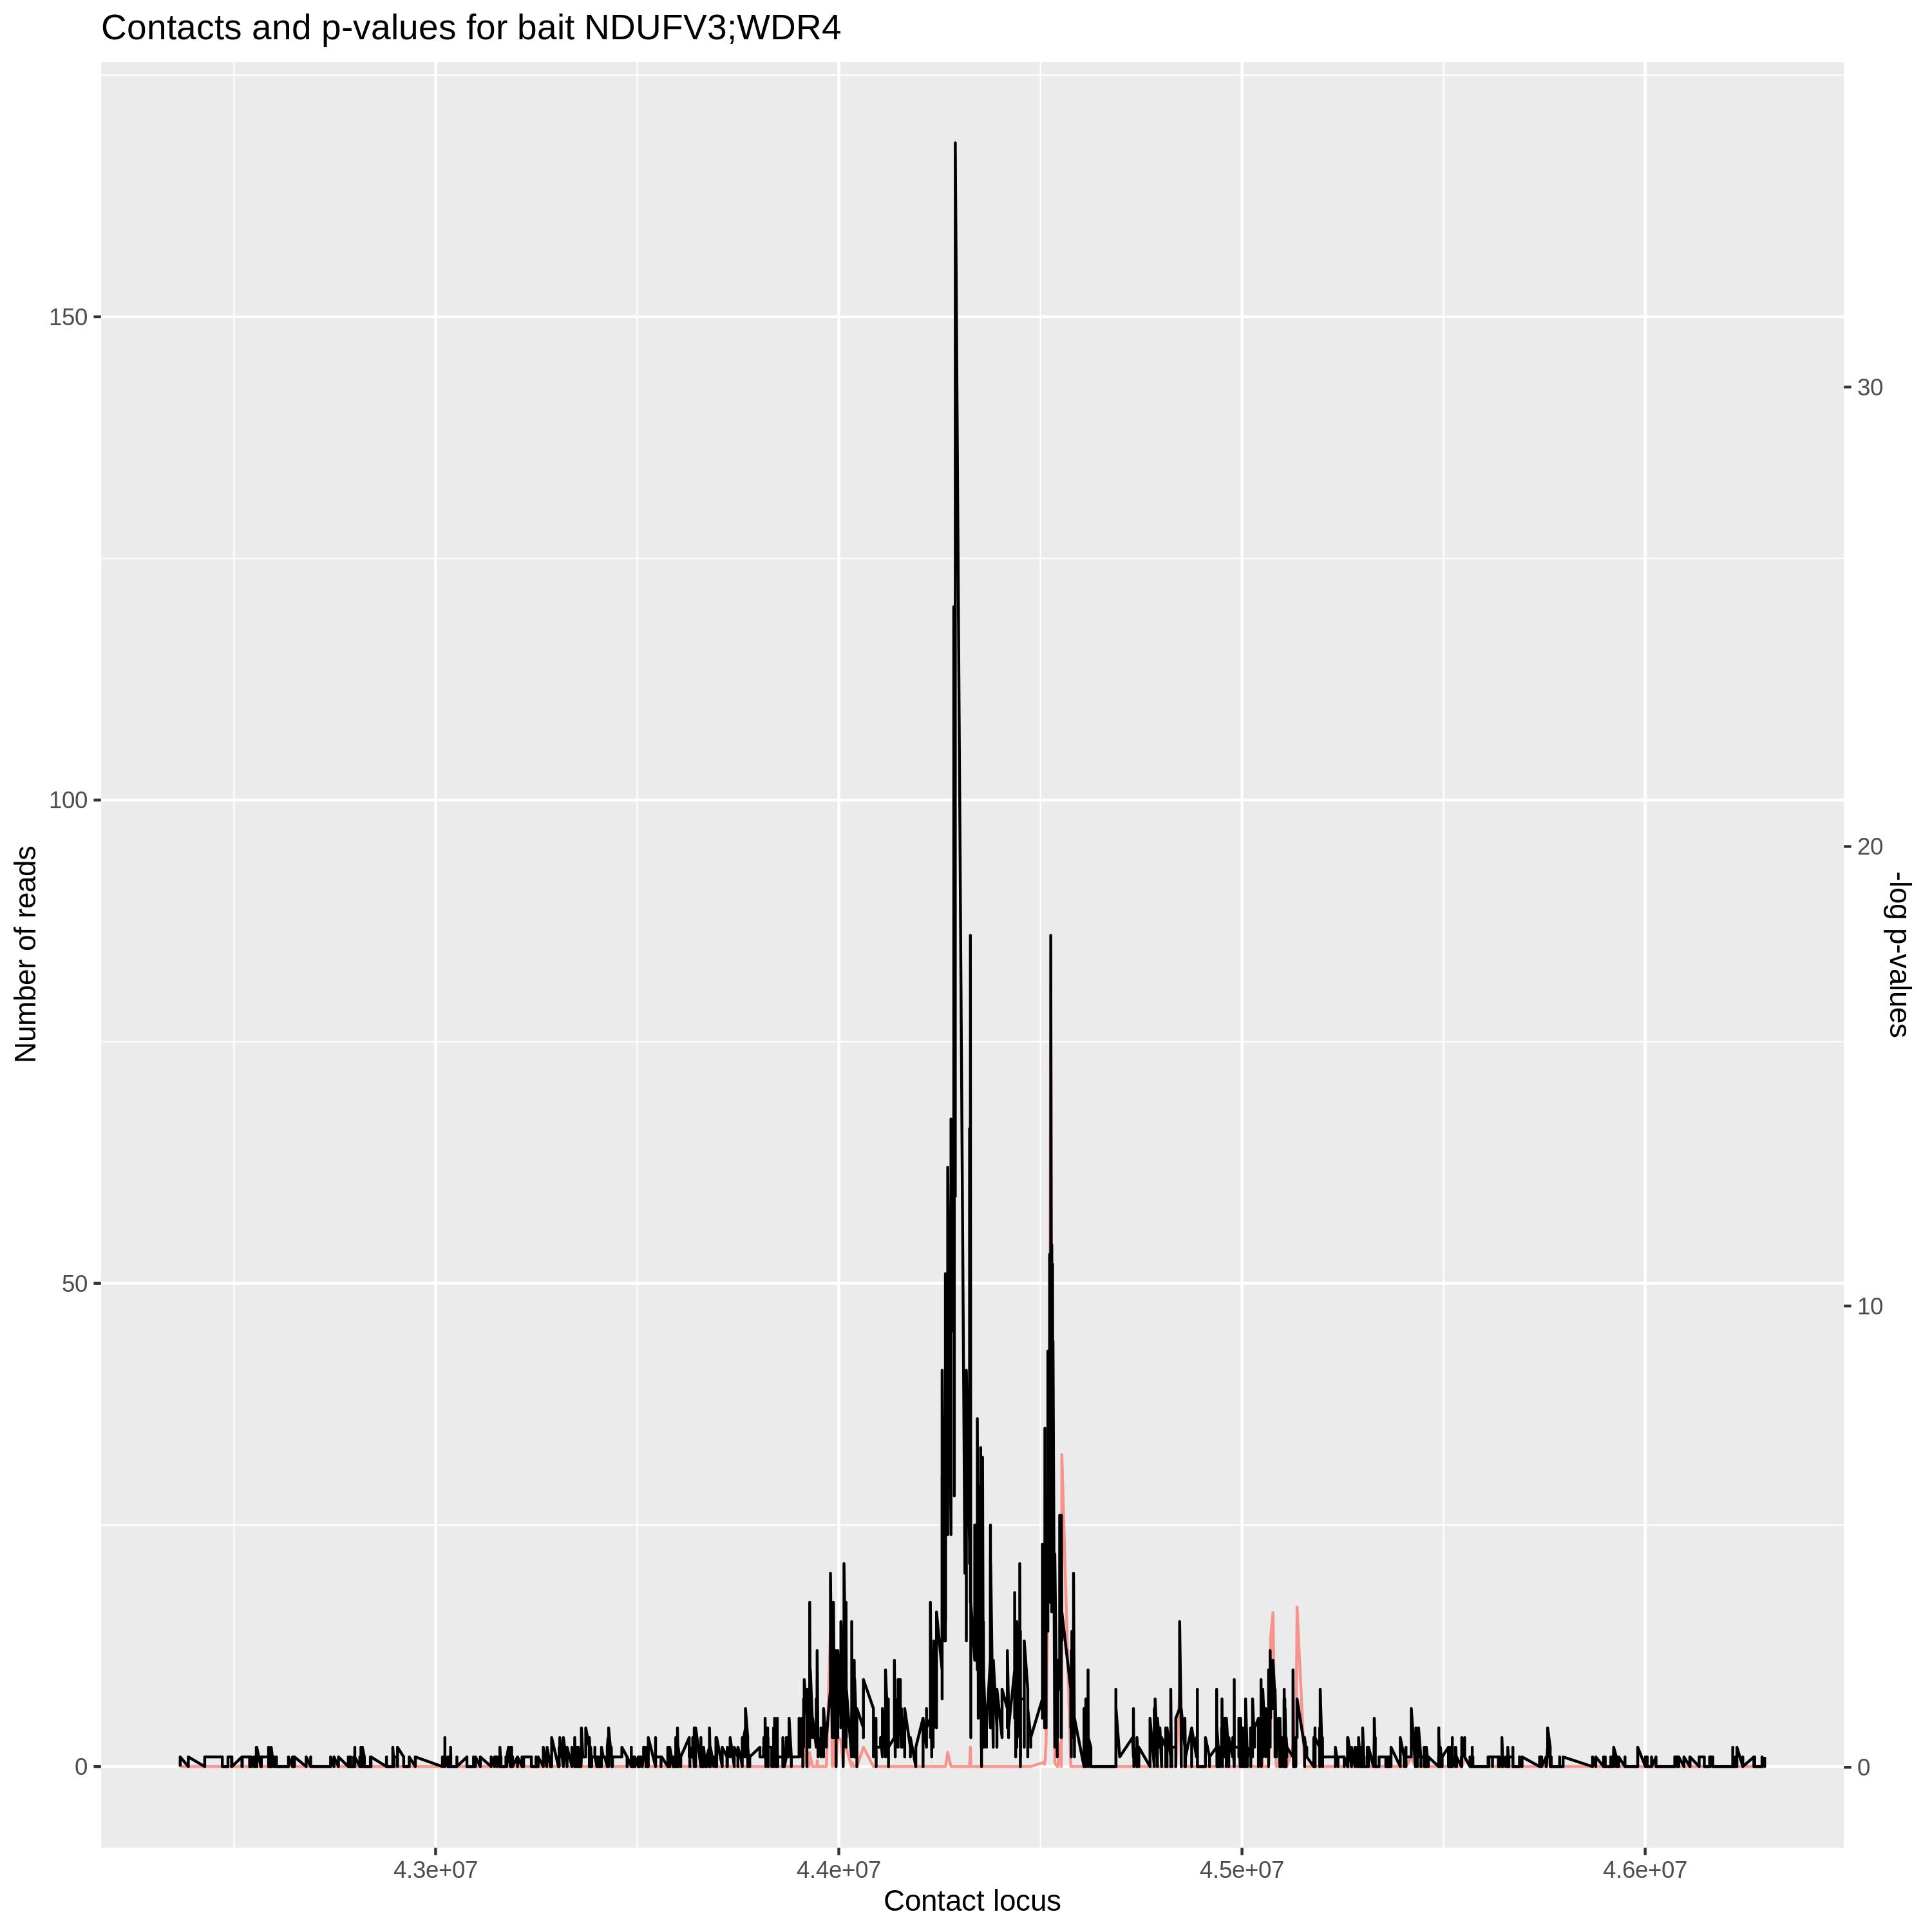 Contacts and p-values for bait NDUFV3;WDR4
Number of reads
150
100
50
0
30
20
10
0
-log p-values
4.3e+07
4.4e+07
4.5e+07
4.6e+07
Contact locus